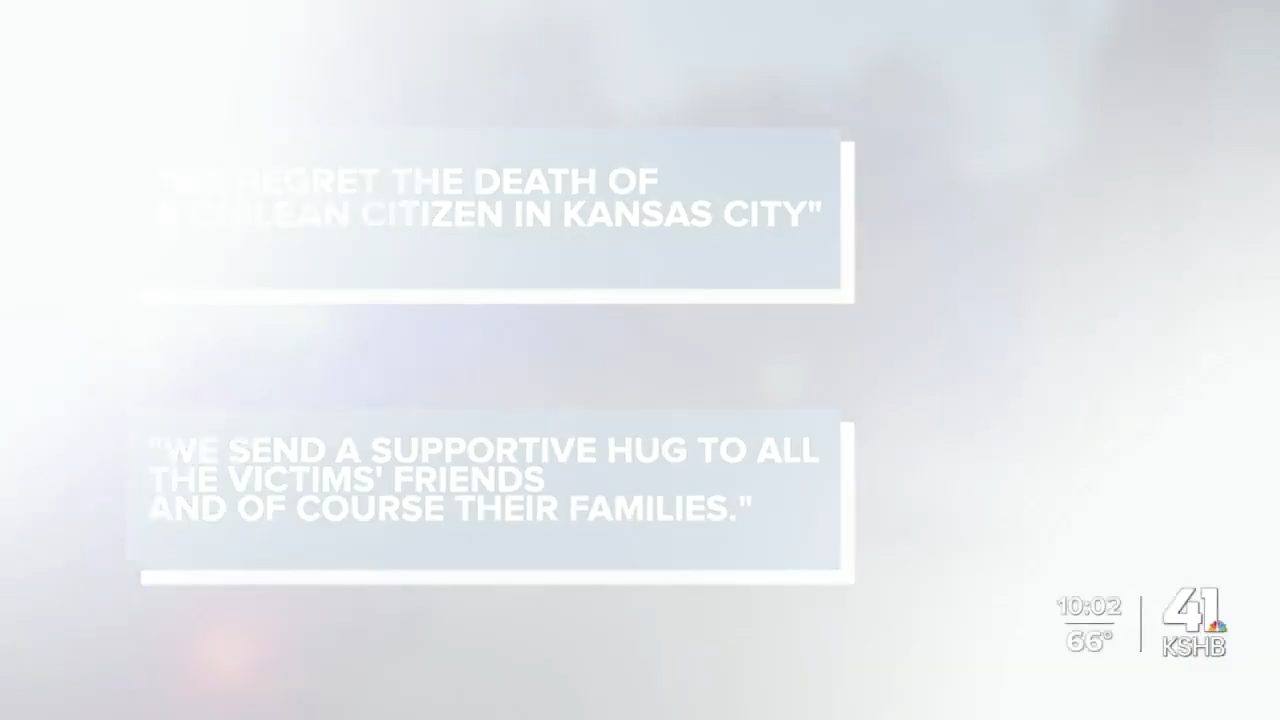 REGRET THE DEATH OF
CHILEAN CITIZEN IN KANSAS CITY"
"WE SEND A SUPPORTIVE HUG TO ALL
THE VICTIMS' FRIENDS
AND OF COURSE THEIR FAMILIES."
10:02
66°
41
KSHB